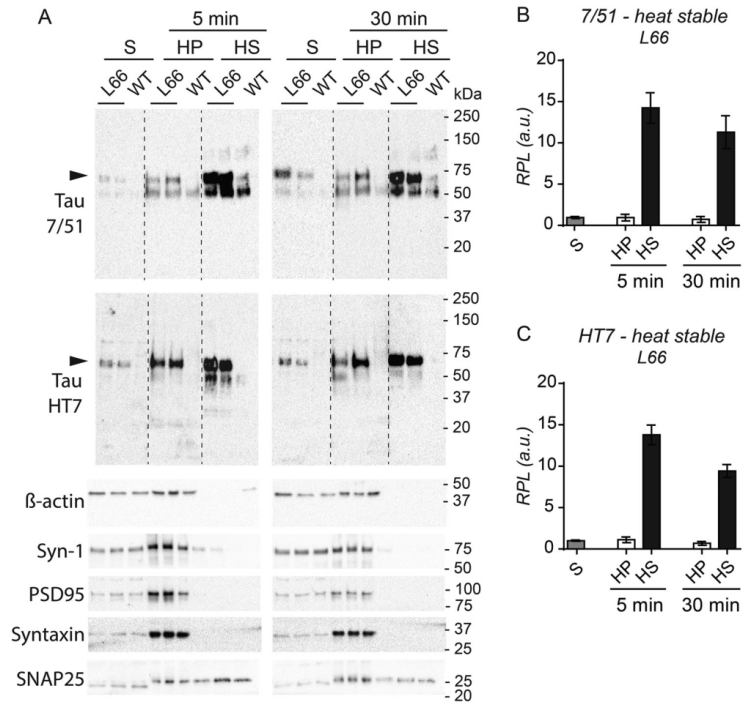 A
5 min
30 min
S HP HS S HP HS
L66 WT L66 WT L66 WT L66 WT L66 WT L66 WT
kDa
- 250
- 150
- 75
- 50
- 37
- 20
Tau
7/51
- 250
- 150
- 75
- 50
- 37
- 20
Tau
HT7
ß-actin
- 50
- 37
Syn-1
- 75
- 50
PSD95
- 100
- 75
Syntaxin
- 37
- 25
SNAP25
- 25
- 20
B
7/51 - heat stable
L66
RPL (a.u.)
20
15
10
5
0
S HP HS HP HS
5 min 30 min
C
HT7 - heat stable
L66
RPL (a.u.)
20
15
10
5
0
S HP HS HP HS
5 min 30 min